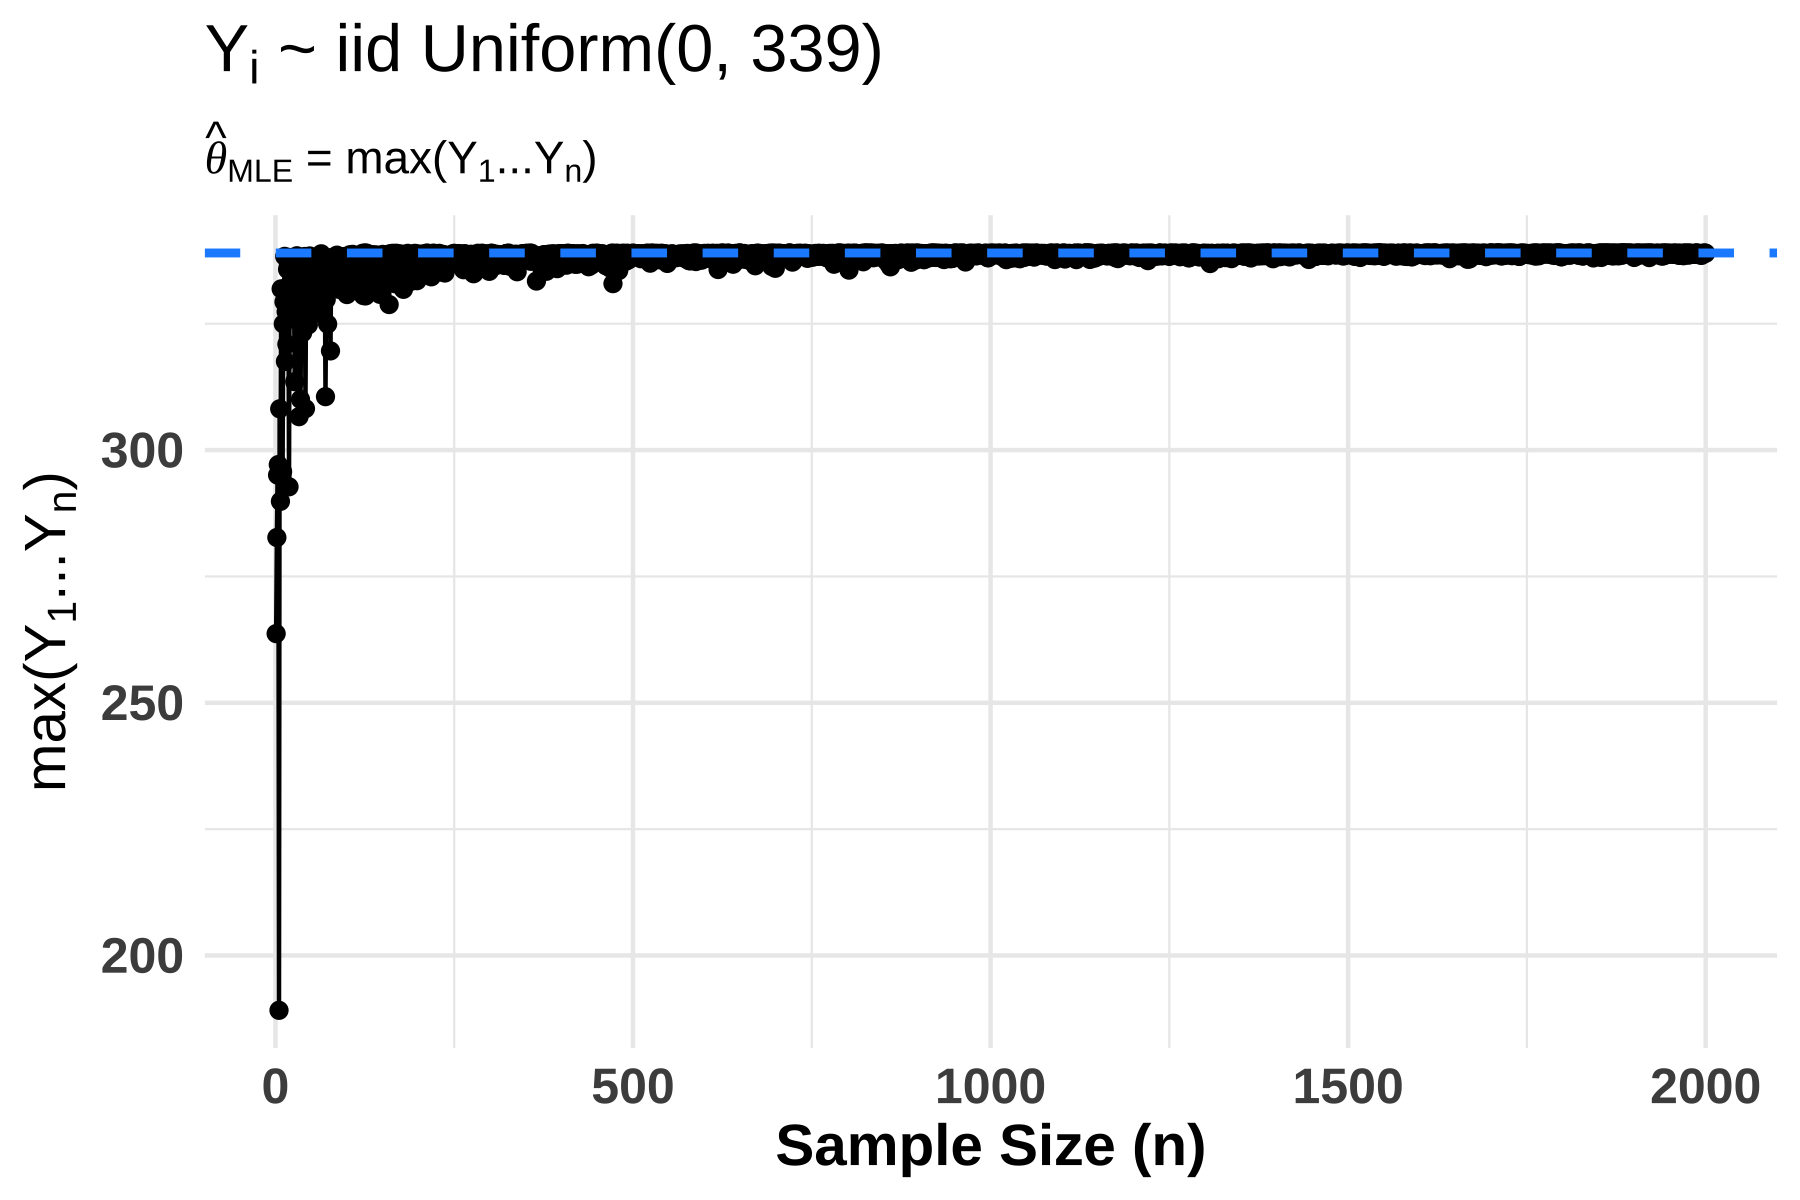 Yᵢ ~ iid Uniform(0, 339)
θ̂MLE = max(Y₁...Yₙ)
max(Y₁...Yₙ)
300
250
200
0 500 1000 1500 2000
Sample Size (n)